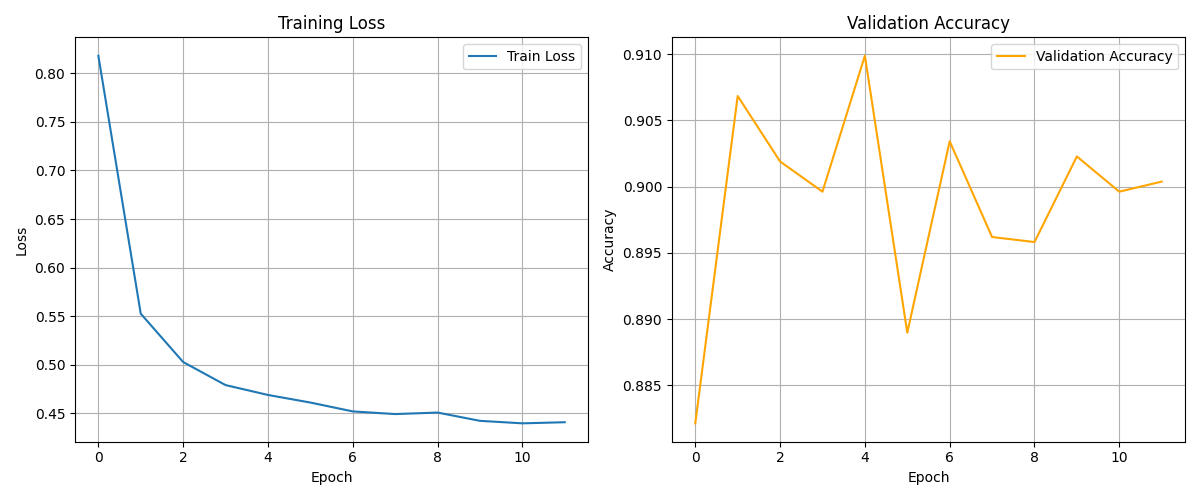 Training Loss
Train Loss
0.80
0.75
0.70
0.65
0.60
0.55
0.50
0.45
Loss
0 2 4 6 8 10
Epoch
Validation Accuracy
Validation Accuracy
0.910
0.905
0.900
0.895
0.890
0.885
Accuracy
0 2 4 6 8 10
Epoch